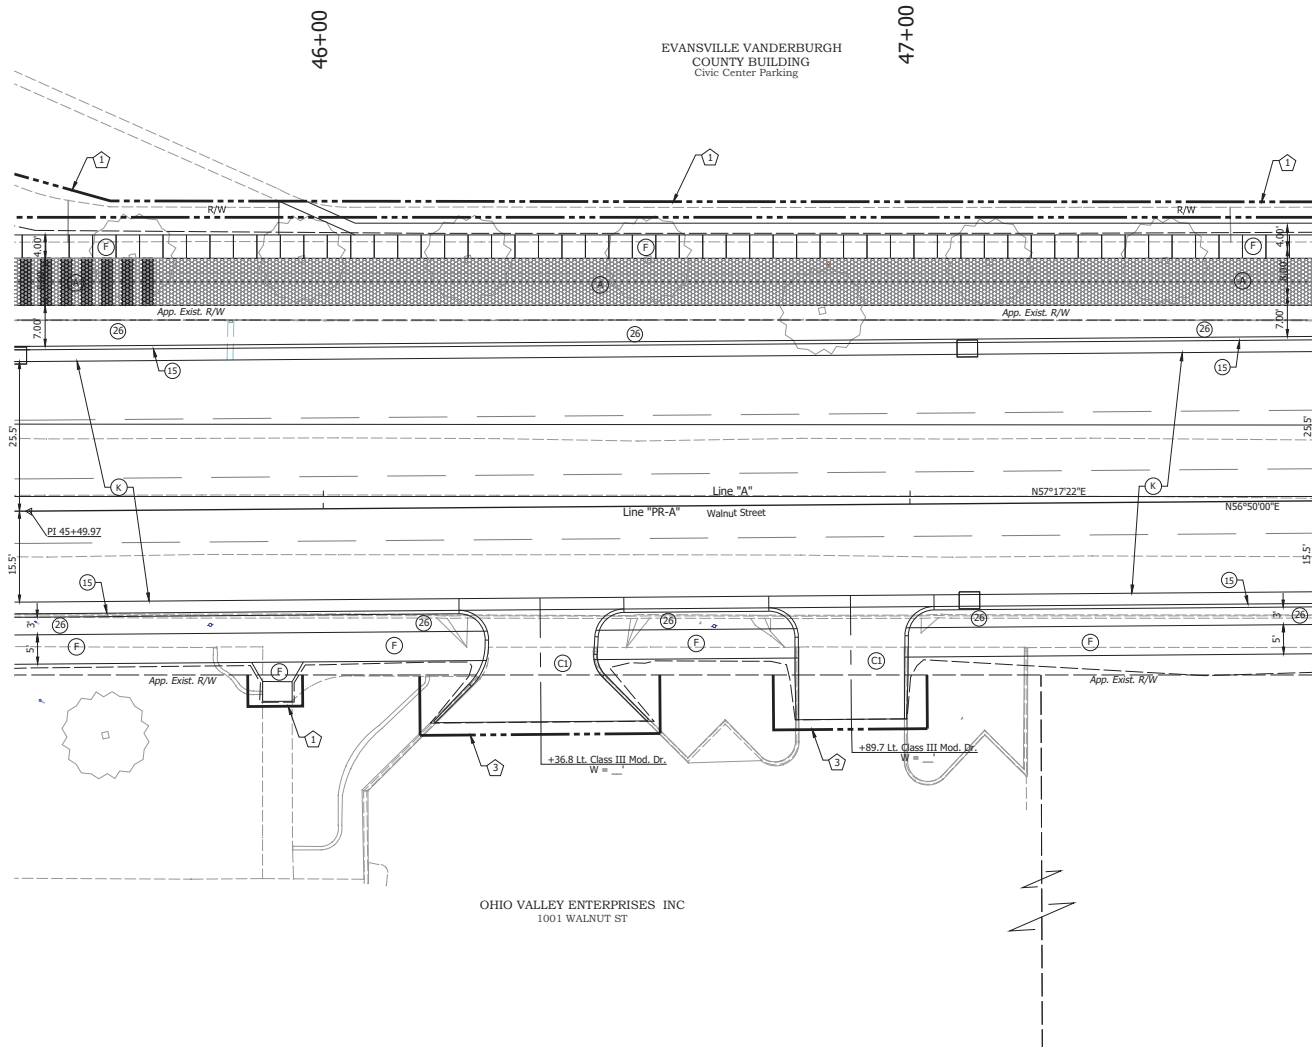 46+00
47+00
EVANSVILLE VANDERBURGH
COUNTY BUILDING
Civic Center Parking
1
1
1
R/W
R/W
4.00'
F
F
F
4.00'
A
A
A
8.00'
App. Exist. R/W
App. Exist. R/W
7.00'
26
26
26
7.00'
15
15
25.5'
25.5'
K
K
Line "A"
N57°17'22"E
Line "PR-A"
Walnut Street
N56°50'00"E
PI 45+49.97
15.5'
15.5'
15
15
3'
26
26
26
26
3'
26
5'
F
F
F
F
5'
F
C1
C1
App. Exist. R/W
App. Exist. R/W
1
3
3
+36.8 Lt. Class III Mod. Dr.
W = __'
+89.7 Lt. Class III Mod. Dr.
W = __'
OHIO VALLEY ENTERPRISES INC
1001 WALNUT ST